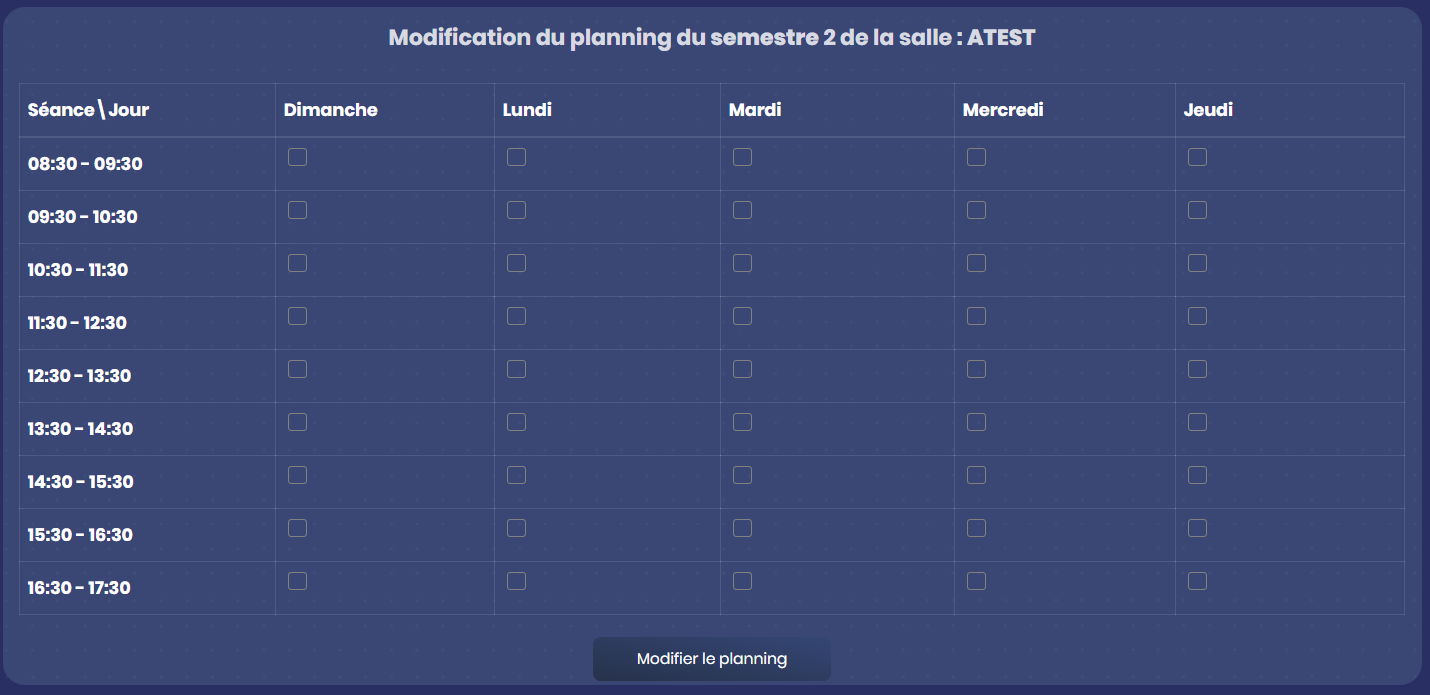 Modification du planning du semestre 2 de la salle : ATEST
Séance\Jour Dimanche Lundi Mardi Mercredi Jeudi
08:30 - 09:30
09:30 - 10:30
10:30 - 11:30
11:30 - 12:30
12:30 - 13:30
13:30 - 14:30
14:30 - 15:30
15:30 - 16:30
16:30 - 17:30
Modifier le planning